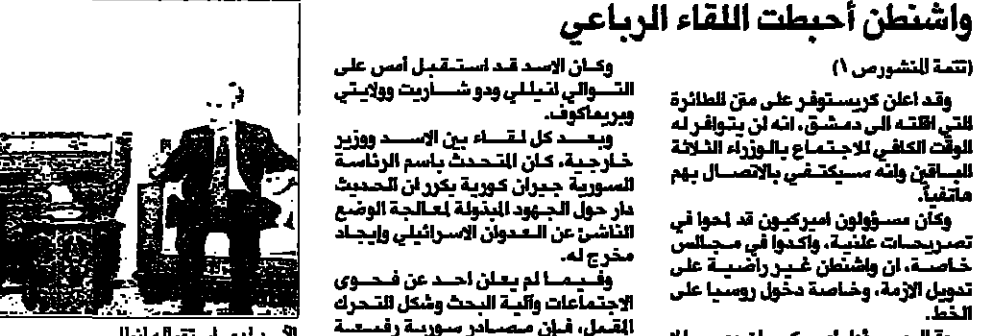 واشنطن أحبطت اللقاء الرباعي
(تتمة المنشور ص ١)
وقد اعلن كريستوفر على متن الطائرة
التي اقلته الى دمشق، انه لن يتوافر له
الوقت الكافي للاجتماع بالوزراء الثلاثة
الباقين وانه سيكتفي بالاتصال بهم
هاتفياً.
وكان مسؤولون اميركيون قد لمحوا في
تصريحات علنية، واكدوا في مجالس
خاصة، ان واشنطن غير راضية على
تدويل الازمة، وخاصة دخول روسيا على
الخط.
وكان الاسد قد استقبل أمس على
التوالي انييلي ودو شاريت وولايتي
وبريماكوف.
وبعد كل لقاء بين الاسد ووزير
خارجية، كان المتحدث باسم الرئاسة
السورية جبران كورية يكرر ان الحديث
دار حول الجهود المبذولة لمعالجة الوضع
الناشئ عن العدوان الاسرائيلي وإيجاد
مخرج له.
وفيما لم يعلن احد عن فحوى
الاجتماعات وآلية البحث وشكل التحرك
المقبل، فإن مصادر سورية رفيعة